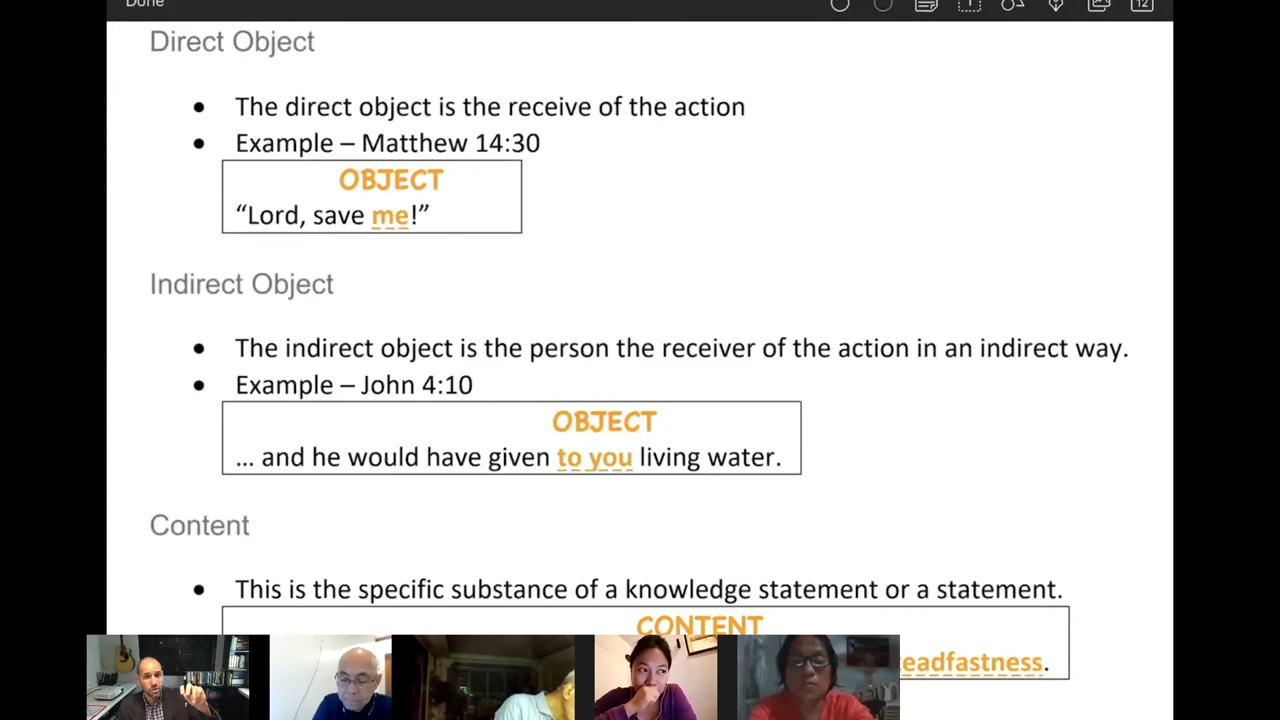 Done
12
Direct Object
• The direct object is the receive of the action
• Example – Matthew 14:30
OBJECT
“Lord, save me!”
Indirect Object
• The indirect object is the person the receiver of the action in an indirect way.
• Example – John 4:10
OBJECT
... and he would have given to you living water.
Content
• This is the specific substance of a knowledge statement or a statement.
CONTENT
eadfastness.